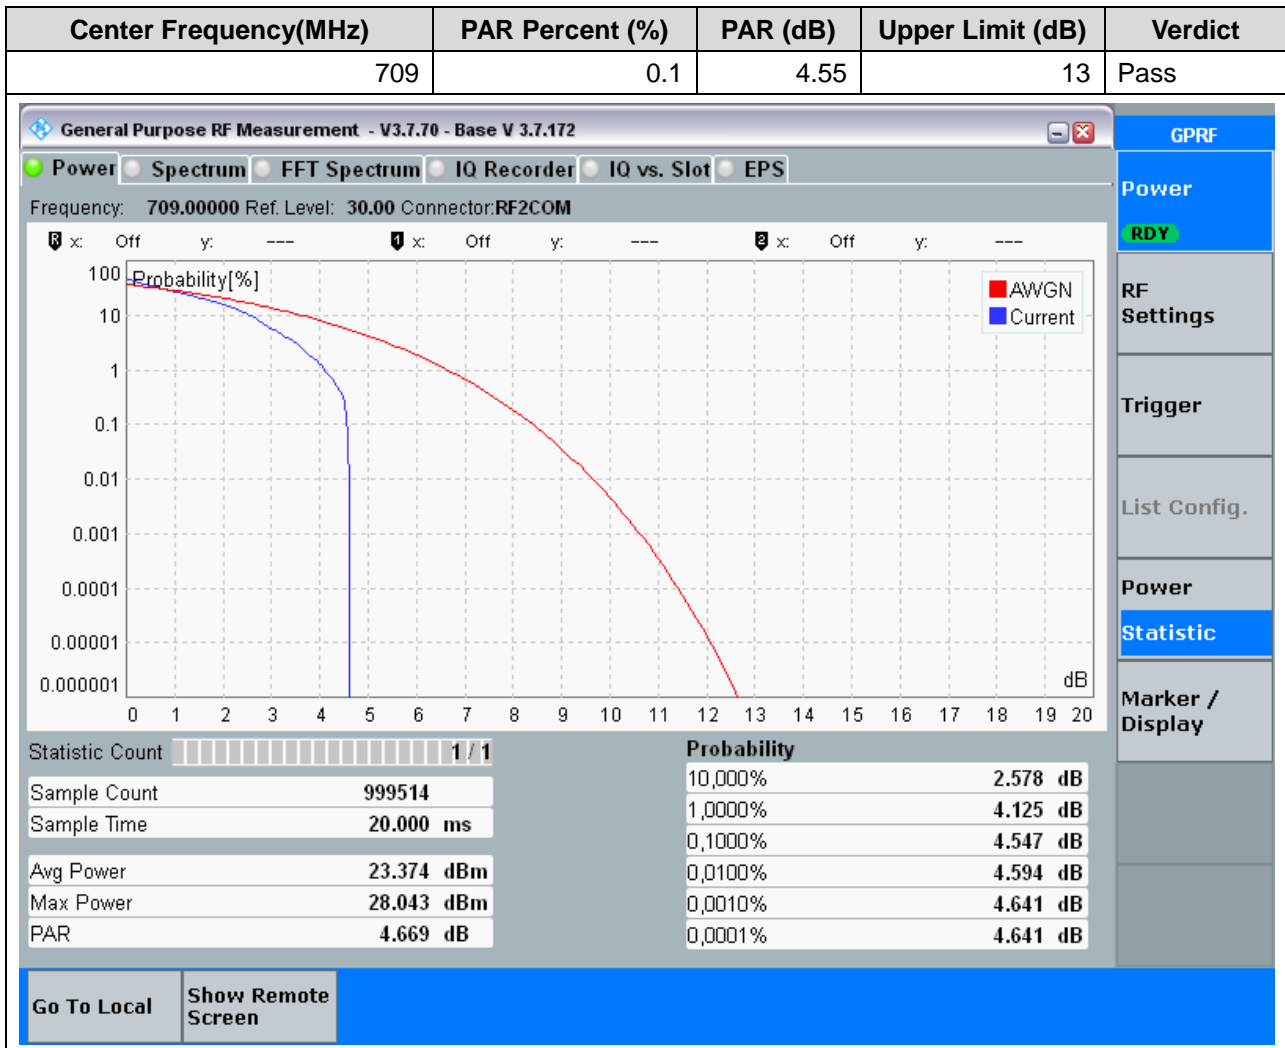 Center Frequency(MHz) PAR Percent (%) PAR (dB) Upper Limit (dB) Verdict
709 0.1 4.55 13 Pass
General Purpose RF Measurement - V3.7.70 - Base V 3.7.172
Power Spectrum FFT Spectrum IQ Recorder IQ vs. Slot EPS
Frequency: 709.00000 Ref. Level: 30.00 Connector:RF2COM
R x: Off y: --- 1 x: Off y: --- 2 x: Off y: ---
Probability[%]
AWGN
Current
100
10
1
0.1
0.01
0.001
0.0001
0.00001
0.000001
dB
0 1 2 3 4 5 6 7 8 9 10 11 12 13 14 15 16 17 18 19 20
Statistic Count 1 / 1
Sample Count 999514
Sample Time 20.000 ms
Avg Power 23.374 dBm
Max Power 28.043 dBm
PAR 4.669 dB
Probability
10,000% 2.578 dB
1,0000% 4.125 dB
0,1000% 4.547 dB
0,0100% 4.594 dB
0,0010% 4.641 dB
0,0001% 4.641 dB
GPRF
Power
RDY
RF
Settings
Trigger
List Config.
Power
Statistic
Marker /
Display
Go To Local
Show Remote
Screen